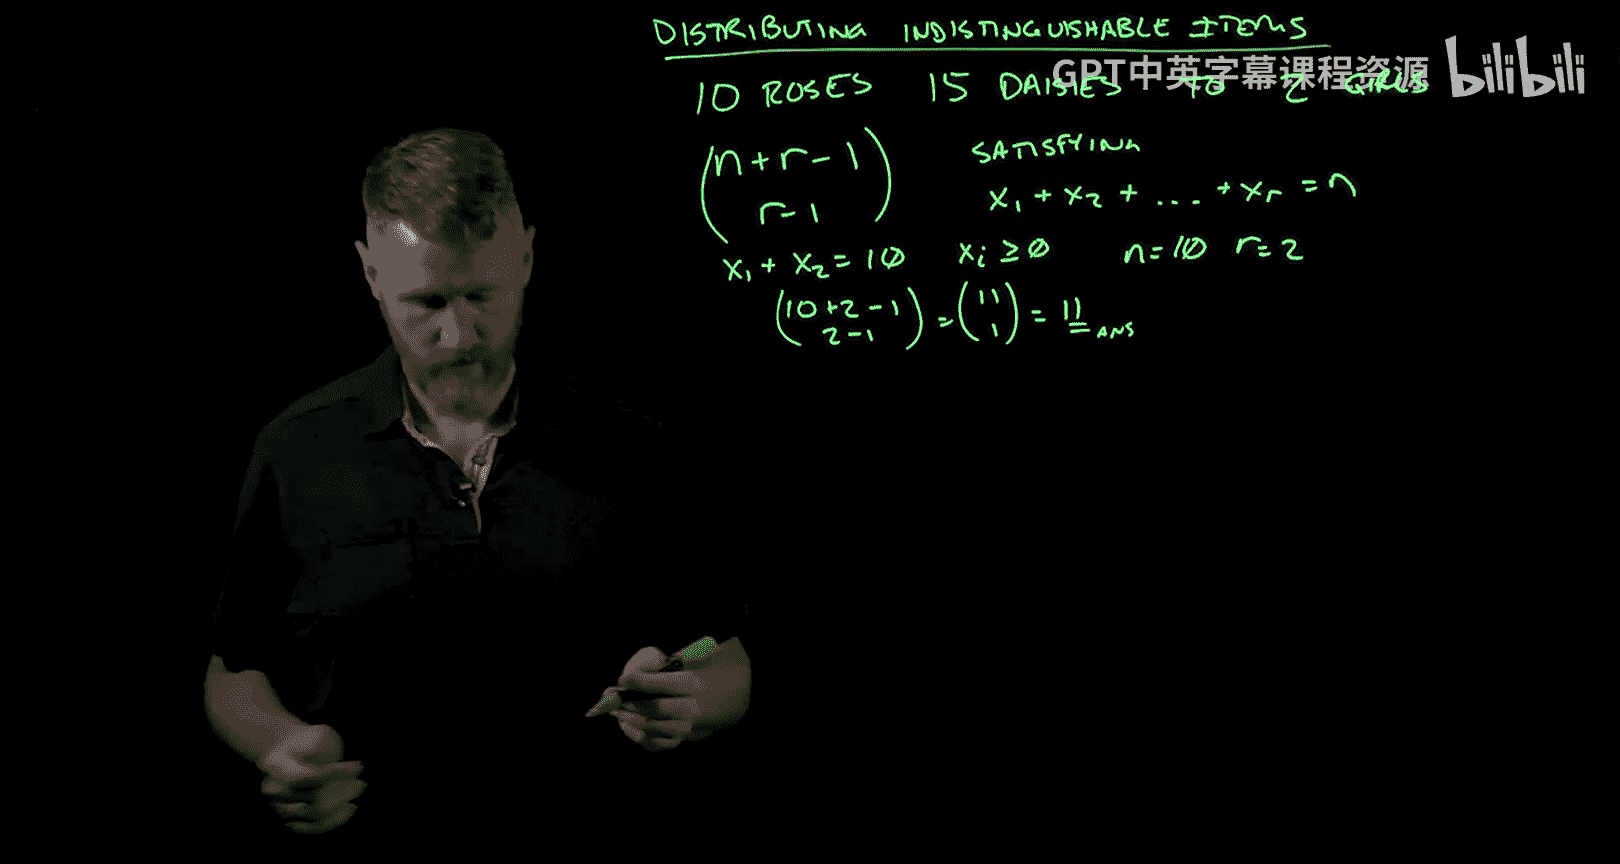 DISTRIBUTING INDISTINGUISHABLE ITEMS
GPT中英字幕课程资源 bilibili
10 ROSES 15 DAISIES TO 2 GIRLS
(n+r-1 
r-1) SATISFYING
x₁ + x₂ + ... + xᵣ = n
x₁ + x₂ = 10 xᵢ ≥ 0 n=10 r=2
(10+2-1
2-1) = (11
1) = 11 ANS